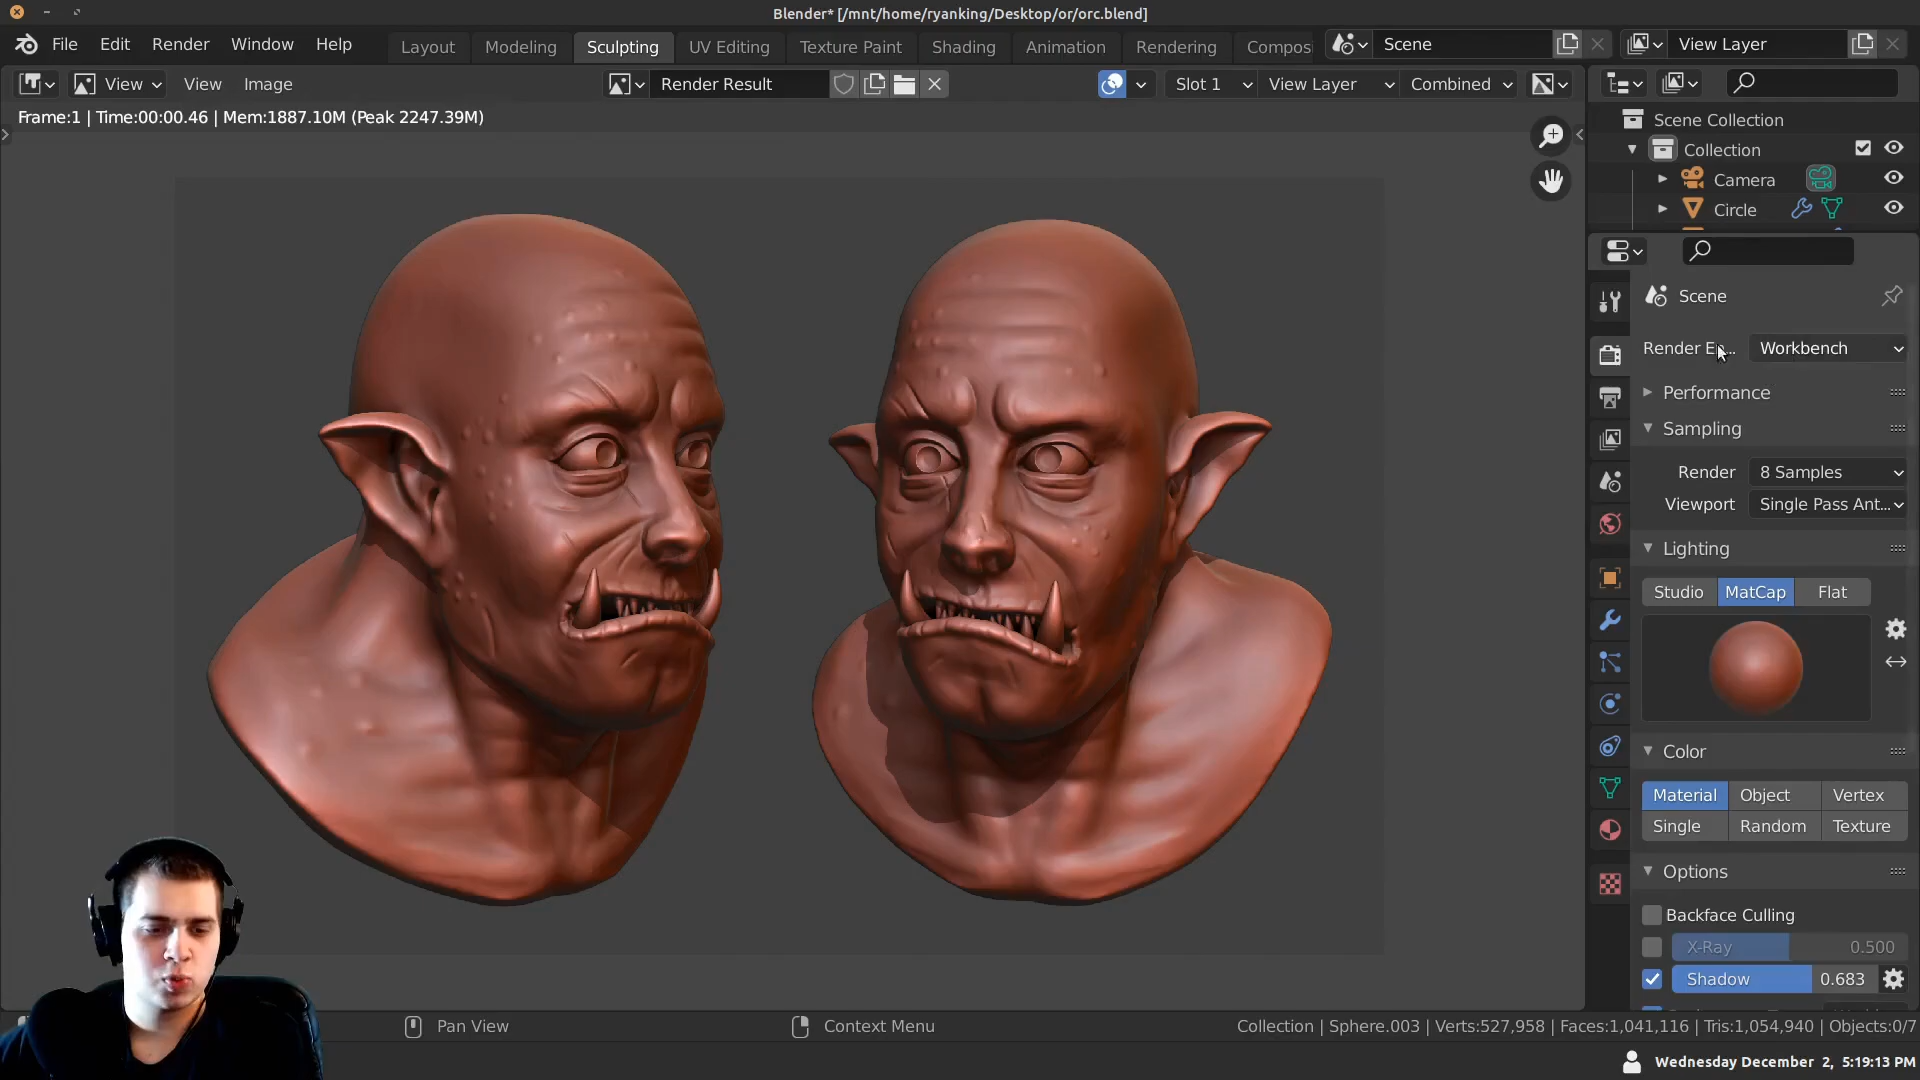 Blender* [/mnt/home/ryanking/Desktop/or/orc.blend]
File Edit Render Window Help Layout Modeling Sculpting UV Editing Texture Paint Shading Animation Rendering Compos Scene View Layer
View View Image Render Result Slot 1 View Layer Combined
Frame:1 | Time:00:00.46 | Mem:1887.10M (Peak 2247.39M)
Scene Collection
Collection
Camera
Circle
Scene
Render En... Workbench
Performance
Sampling
Render 8 Samples
Viewport Single Pass Ant...
Lighting
Studio MatCap Flat
Color
Material Object Vertex
Single Random Texture
Options
Backface Culling
X-Ray 0.500
Shadow 0.683
Pan View Context Menu Collection | Sphere.003 | Verts:527,958 | Faces:1,041,116 | Tris:1,054,940 | Objects:0/7
Wednesday December 2, 5:19:13 PM